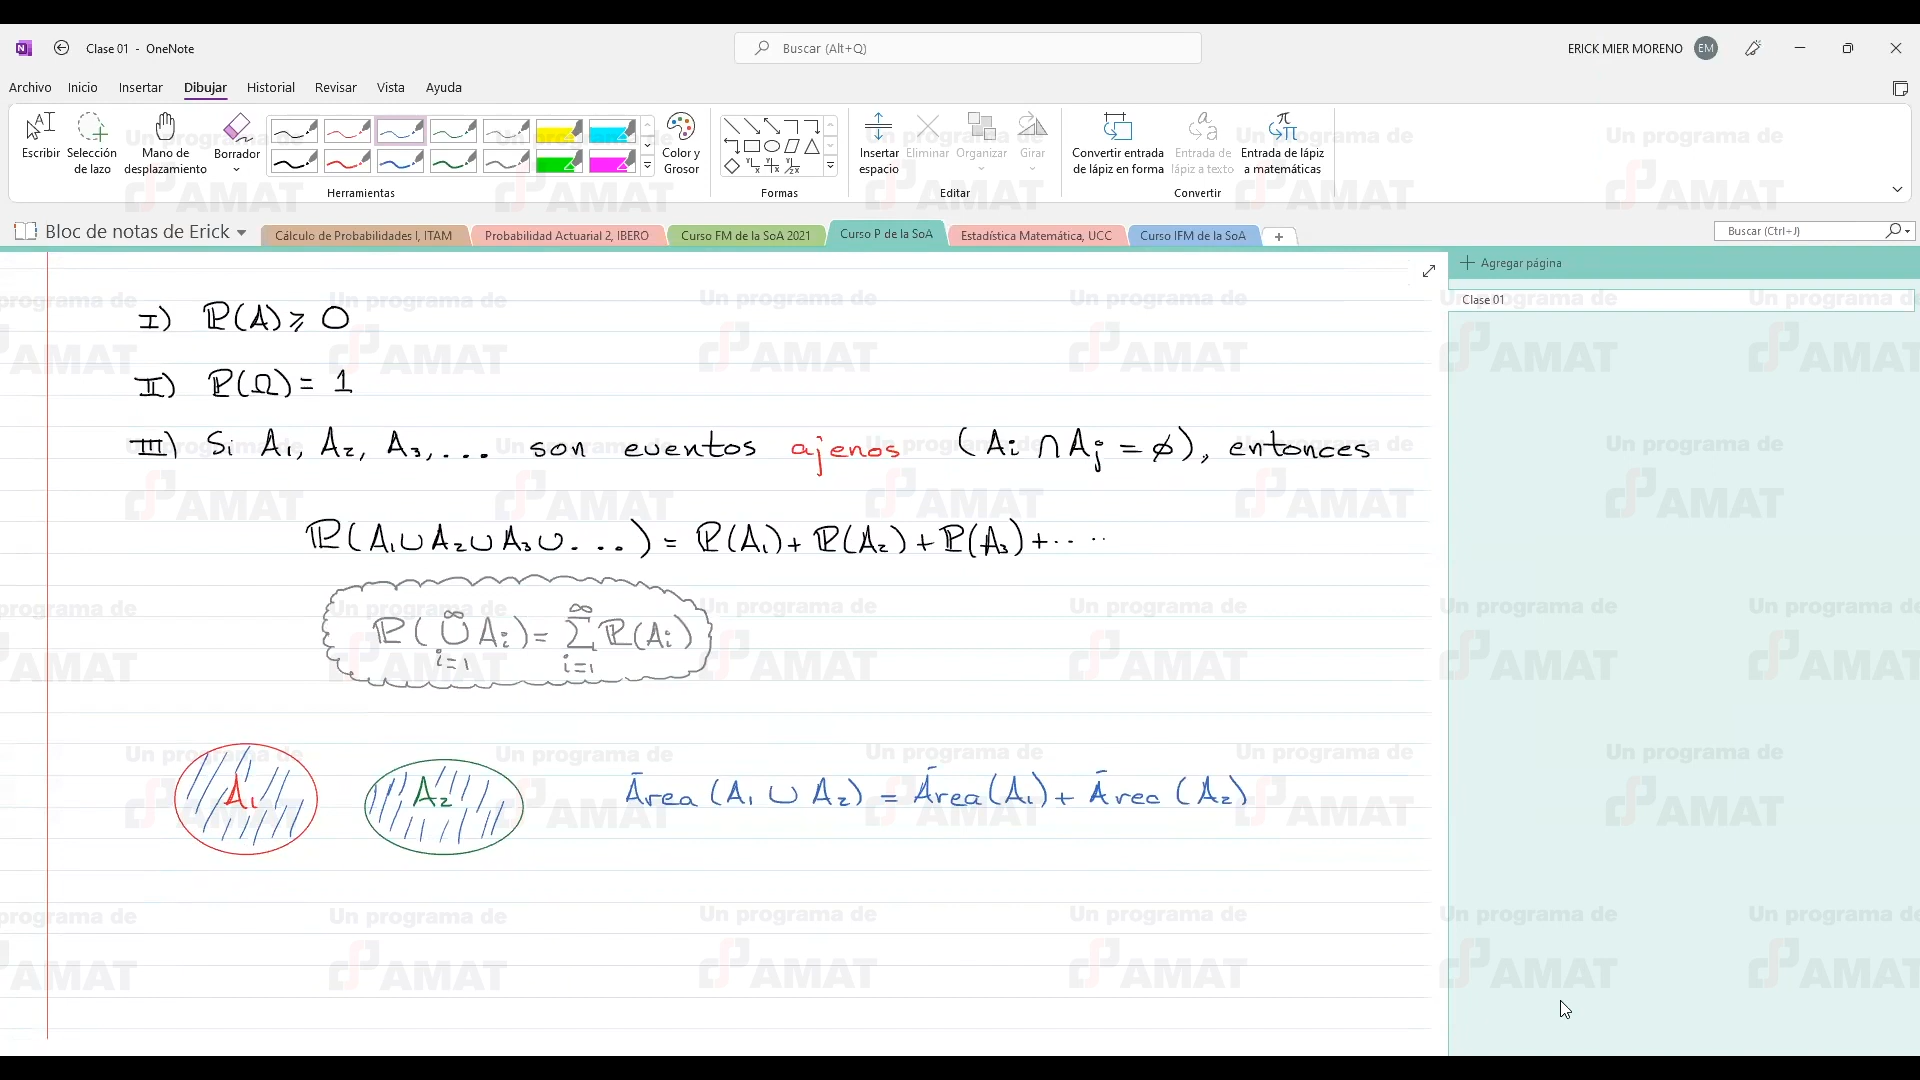 Clase 01 - OneNote
Buscar (Alt+Q)
ERICK MIER MORENO EM
Archivo Inicio Insertar Dibujar Historial Revisar Vista Ayuda
Escribir
Selección de lazo
Mano de desplazamiento
Borrador
Herramientas
Color y Grosor
Formas
Insertar espacio
Eliminar
Organizar
Girar
Editar
Convertir entrada de lápiz en forma
Entrada de lápiz a texto
Entrada de lápiz a matemáticas
Convertir
Bloc de notas de Erick
Cálculo de Probabilidades I, ITAM
Probabilidad Actuarial 2, IBERO
Curso FM de la SoA 2021
Curso P de la SoA
Estadística Matemática, UCC
Curso IFM de la SoA
+
Buscar (Ctrl+J)
Agregar página
Clase 01
I) ℙ(A) ≥ 0
II) ℙ(Ω) = 1
III) Si A₁, A₂, A₃, ... son eventos ajenos (Ai ∩ Aj = ∅), entonces
ℙ(A₁ ∪ A₂ ∪ A₃ ∪ ...) = ℙ(A₁) + ℙ(A₂) + ℙ(A₃) + ....
ℙ(∪_{i=1}^{∞} Ai) = Σ_{i=1}^{∞} ℙ(Ai)
A₁ A₂ Área (A₁ ∪ A₂) = Área (A₁) + Área (A₂)
Un programa de
AMAT